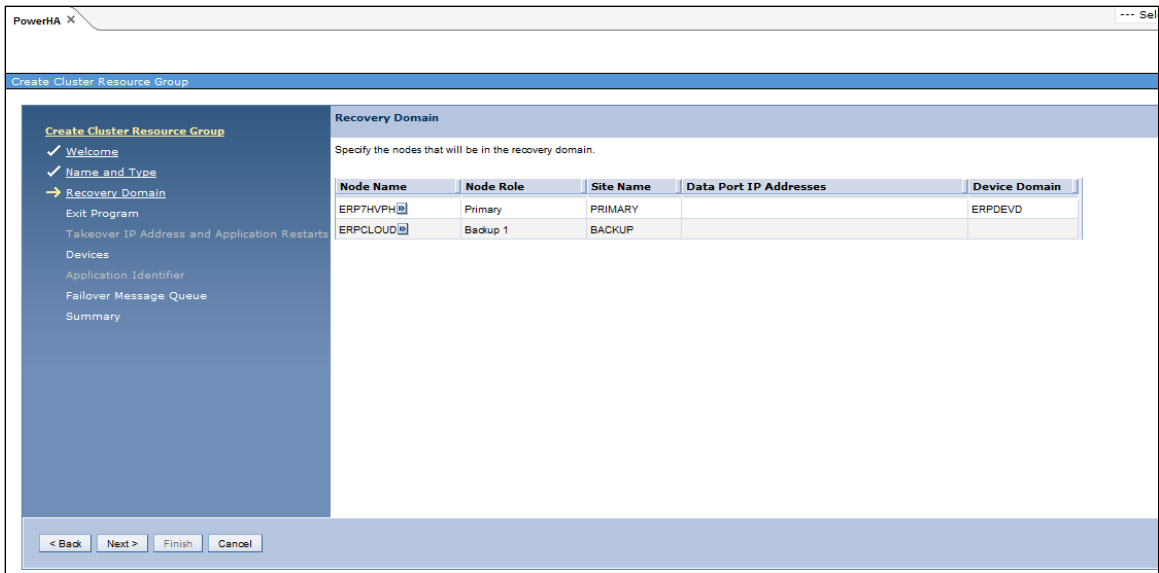 PowerHA X
--- Sel
Create Cluster Resource Group
Create Cluster Resource Group
Welcome
Name and Type
Recovery Domain
Exit Program
Takeover IP Address and Application Restarts
Devices
Application Identifier
Failover Message Queue
Summary
Recovery Domain
Specify the nodes that will be in the recovery domain.
Node Name Node Role Site Name Data Port IP Addresses Device Domain
ERP7HVPH Primary PRIMARY ERPDEVD
ERPCLOUD Backup 1 BACKUP
< Back Next > Finish Cancel